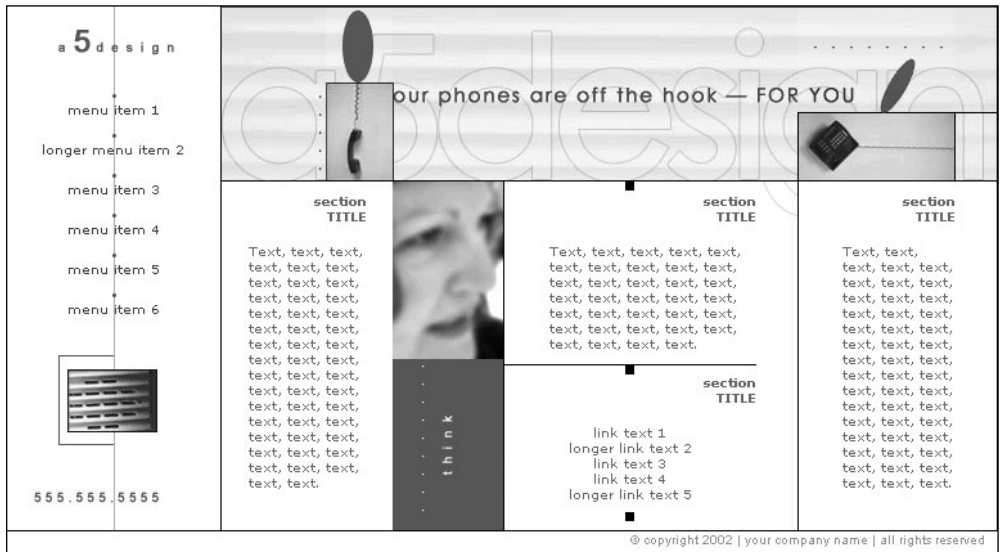 a5design
menu item 1
longer menu item 2
menu item 3
menu item 4
menu item 5
menu item 6
555.555.5555
a5design
our phones are off the hook — FOR YOU
section
TITLE
Text, text, text,
text, text, text,
text, text, text,
text, text, text,
text, text, text,
text, text, text,
text, text, text,
text, text, text,
text, text, text,
text, text, text,
text, text, text,
text, text, text,
text, text, text,
text, text, text,
text, text, text,
text, text.
think
section
TITLE
Text, text, text, text, text,
text, text, text, text, text,
text, text, text, text, text,
text, text, text, text, text,
text, text, text, text, text,
text, text, text, text, text,
text, text, text, text.
section
TITLE
link text 1
longer link text 2
link text 3
link text 4
longer link text 5
section
TITLE
Text, text,
text, text, text,
text, text, text,
text, text, text,
text, text, text,
text, text, text,
text, text, text,
text, text, text,
text, text, text,
text, text, text,
text, text, text,
text, text, text,
text, text, text,
text, text, text,
text, text, text,
text, text, text.
© copyright 2002 | your company name | all rights reserved